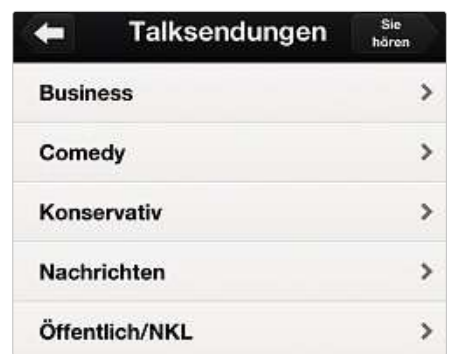 Talksendungen
Sie
hören
Business
Comedy
Konservativ
Nachrichten
Öffentlich/NKL